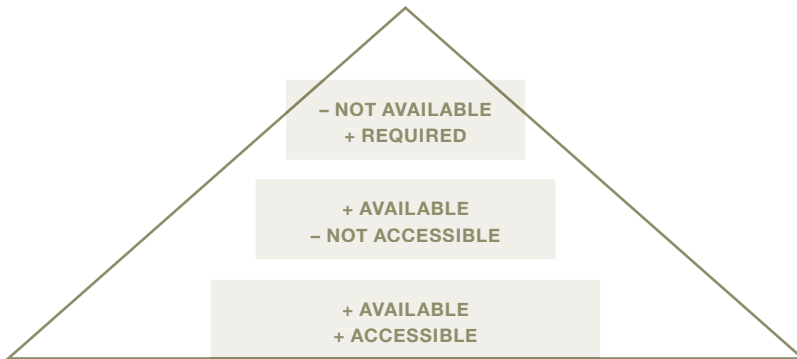 – NOT AVAILABLE
+ REQUIRED
+ AVAILABLE
– NOT ACCESSIBLE
+ AVAILABLE
+ ACCESSIBLE